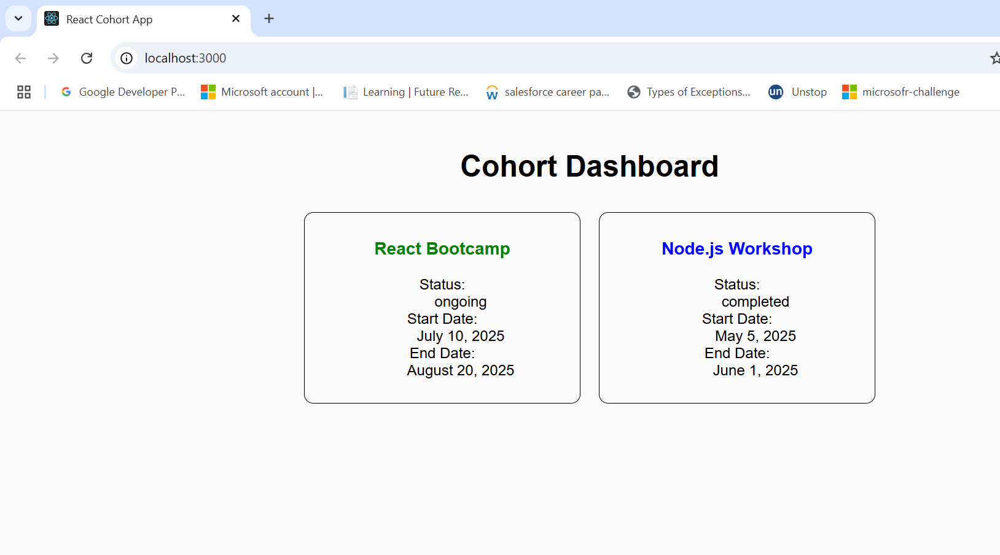 React Cohort App
localhost:3000
Google Developer P... Microsoft account |... Learning | Future Re... salesforce career pa... Types of Exceptions... un Unstop microsofr-challenge
Cohort Dashboard
React Bootcamp
Status:
ongoing
Start Date:
July 10, 2025
End Date:
August 20, 2025
Node.js Workshop
Status:
completed
Start Date:
May 5, 2025
End Date:
June 1, 2025